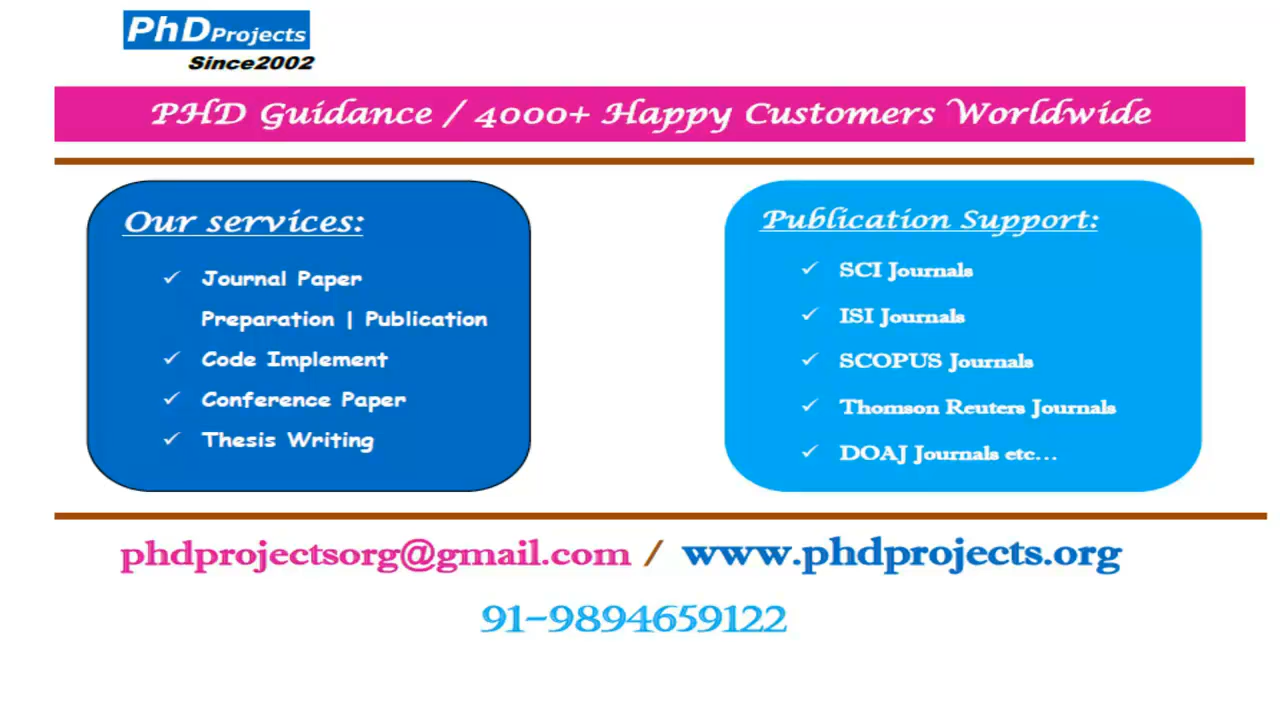 PhDProjects
Since2002
PHD Guidance / 4000+ Happy Customers Worldwide
Our services:
✓ Journal Paper
Preparation | Publication
✓ Code Implement
✓ Conference Paper
✓ Thesis Writing
Publication Support:
✓ SCI Journals
✓ ISI Journals
✓ SCOPUS Journals
✓ Thomson Reuters Journals
✓ DOAJ Journals etc...
phdprojectsorg@gmail.com / www.phdprojects.org
91-9894659122